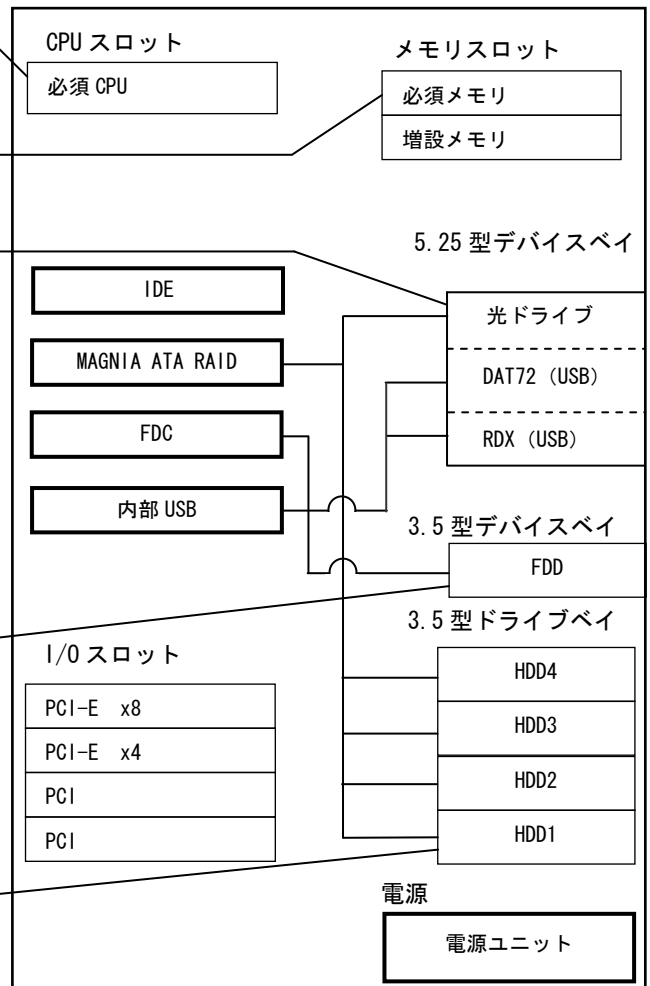 CPU スロット
必須 CPU
メモリスロット
必須メモリ
増設メモリ
5.25 型デバイスベイ
光ドライブ
DAT72 (USB)
RDX (USB)
IDE
MAGNIA ATA RAID
FDC
内部 USB
3.5 型デバイスベイ
FDD
3.5 型ドライブベイ
HDD4
HDD3
HDD2
HDD1
I/O スロット
PCI-E x8
PCI-E x4
PCI
PCI
電源
電源ユニット